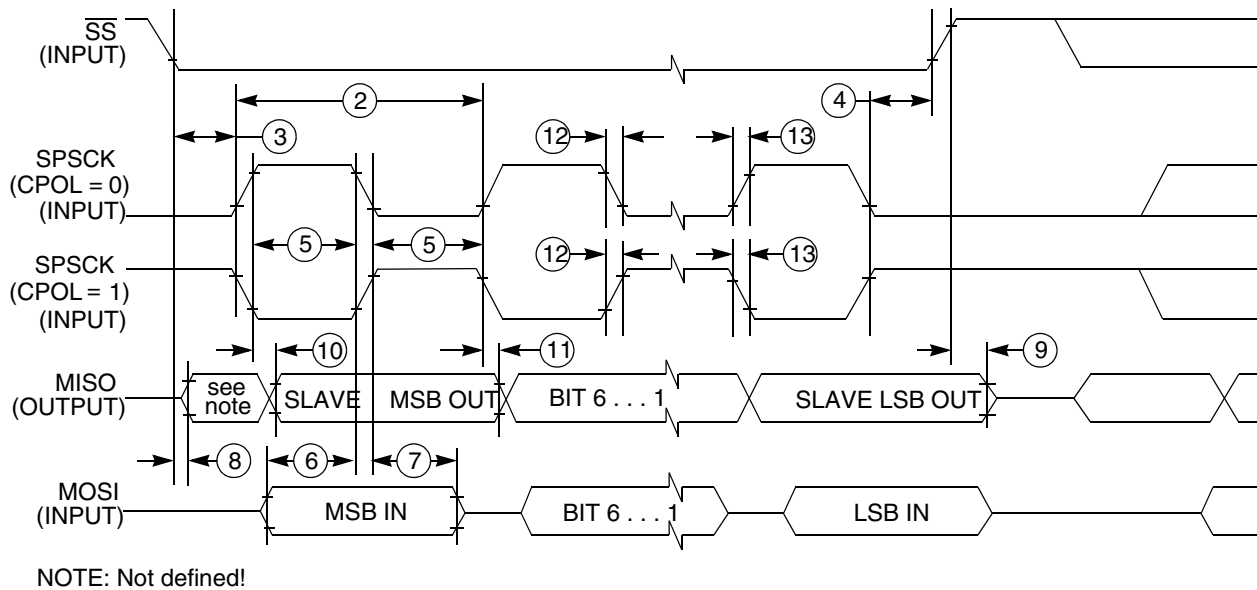 SS
(INPUT)
2
4
3
12
13
SPSCK
(CPOL = 0)
(INPUT)
5
5
12
13
SPSCK
(CPOL = 1)
(INPUT)
10
11
9
MISO
(OUTPUT)
see
note
SLAVE
MSB OUT
BIT 6 . . . 1
SLAVE LSB OUT
8
6
7
MOSI
(INPUT)
MSB IN
BIT 6 . . . 1
LSB IN
NOTE: Not defined!